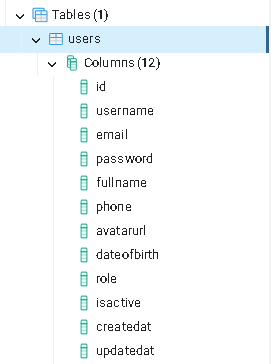 Tables (1)
users
Columns (12)
id
username
email
password
fullname
phone
avatarurl
dateofbirth
role
isactive
createdat
updatedat